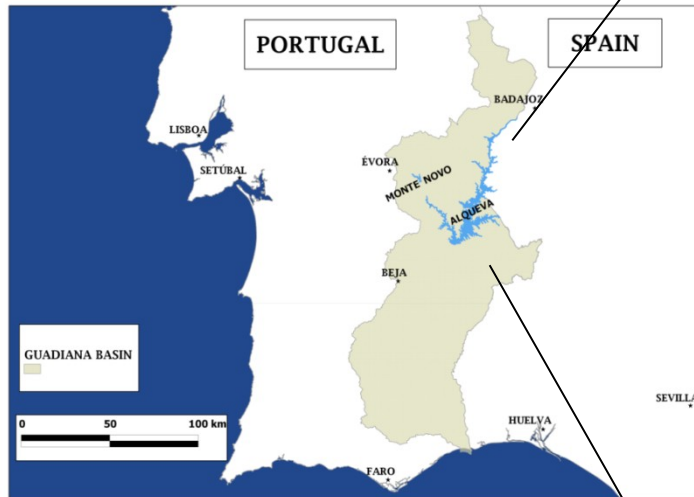 PORTUGAL
SPAIN
BADAJOZ
LISBOA
ÉVORA
SETÚBAL
MONTE NOVO
ALQUEVA
BEJA
GUADIANA BASIN
0 50 100 km
SEVILLA
HUELVA
FARO